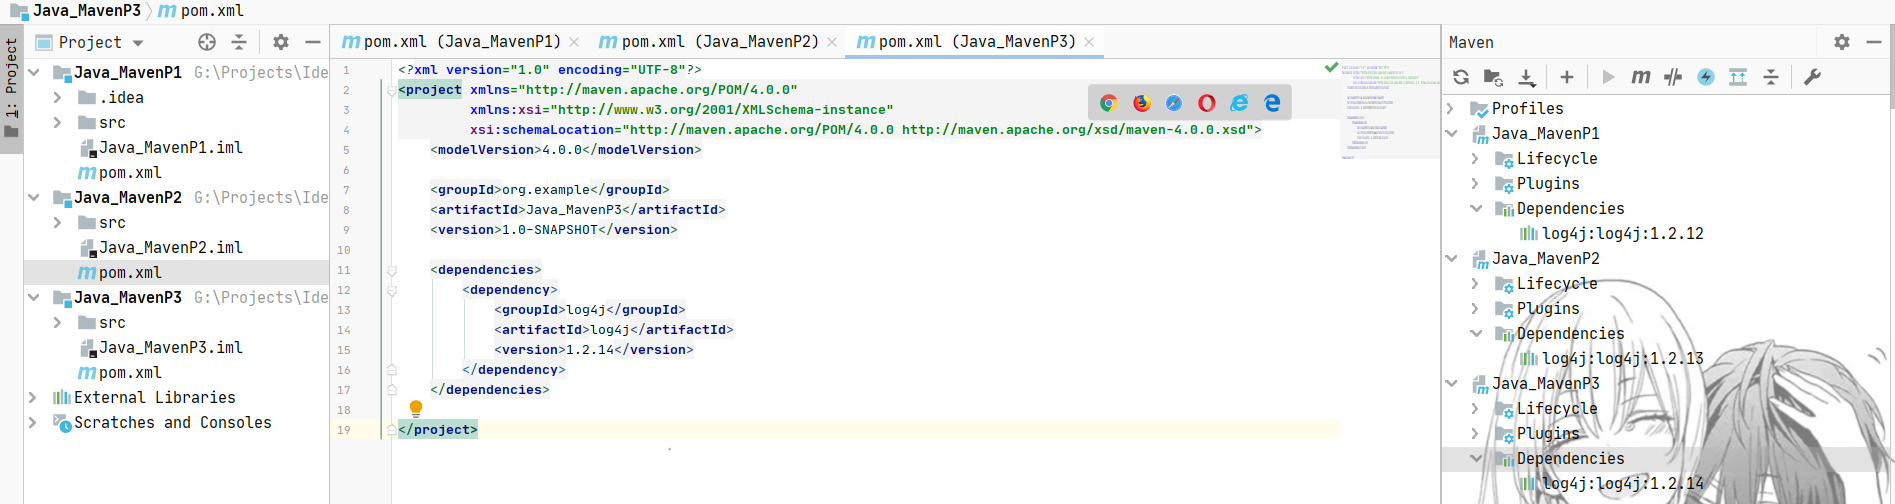 Java_MavenP3 pom.xml
1: Project
Project
Java_MavenP1 G:\Projects\Ide
.idea
src
Java_MavenP1.iml
pom.xml
Java_MavenP2 G:\Projects\Ide
src
Java_MavenP2.iml
pom.xml
Java_MavenP3 G:\Projects\Ide
src
Java_MavenP3.iml
pom.xml
External Libraries
Scratches and Consoles
pom.xml (Java_MavenP1) pom.xml (Java_MavenP2) pom.xml (Java_MavenP3)
1 <?xml version="1.0" encoding="UTF-8"?>
2 <project xmlns="http://maven.apache.org/POM/4.0.0"
3 xmlns:xsi="http://www.w3.org/2001/XMLSchema-instance"
4 xsi:schemaLocation="http://maven.apache.org/POM/4.0.0 http://maven.apache.org/xsd/maven-4.0.0.xsd">
5 <modelVersion>4.0.0</modelVersion>
6
7 <groupId>org.example</groupId>
8 <artifactId>Java_MavenP3</artifactId>
9 <version>1.0-SNAPSHOT</version>
10
11 <dependencies>
12 <dependency>
13 <groupId>log4j</groupId>
14 <artifactId>log4j</artifactId>
15 <version>1.2.14</version>
16 </dependency>
17 </dependencies>
18
19 </project>
Maven
Profiles
Java_MavenP1
Lifecycle
Plugins
Dependencies
log4j:log4j:1.2.12
Java_MavenP2
Lifecycle
Plugins
Dependencies
log4j:log4j:1.2.13
Java_MavenP3
Lifecycle
Plugins
Dependencies
log4j:log4j:1.2.14